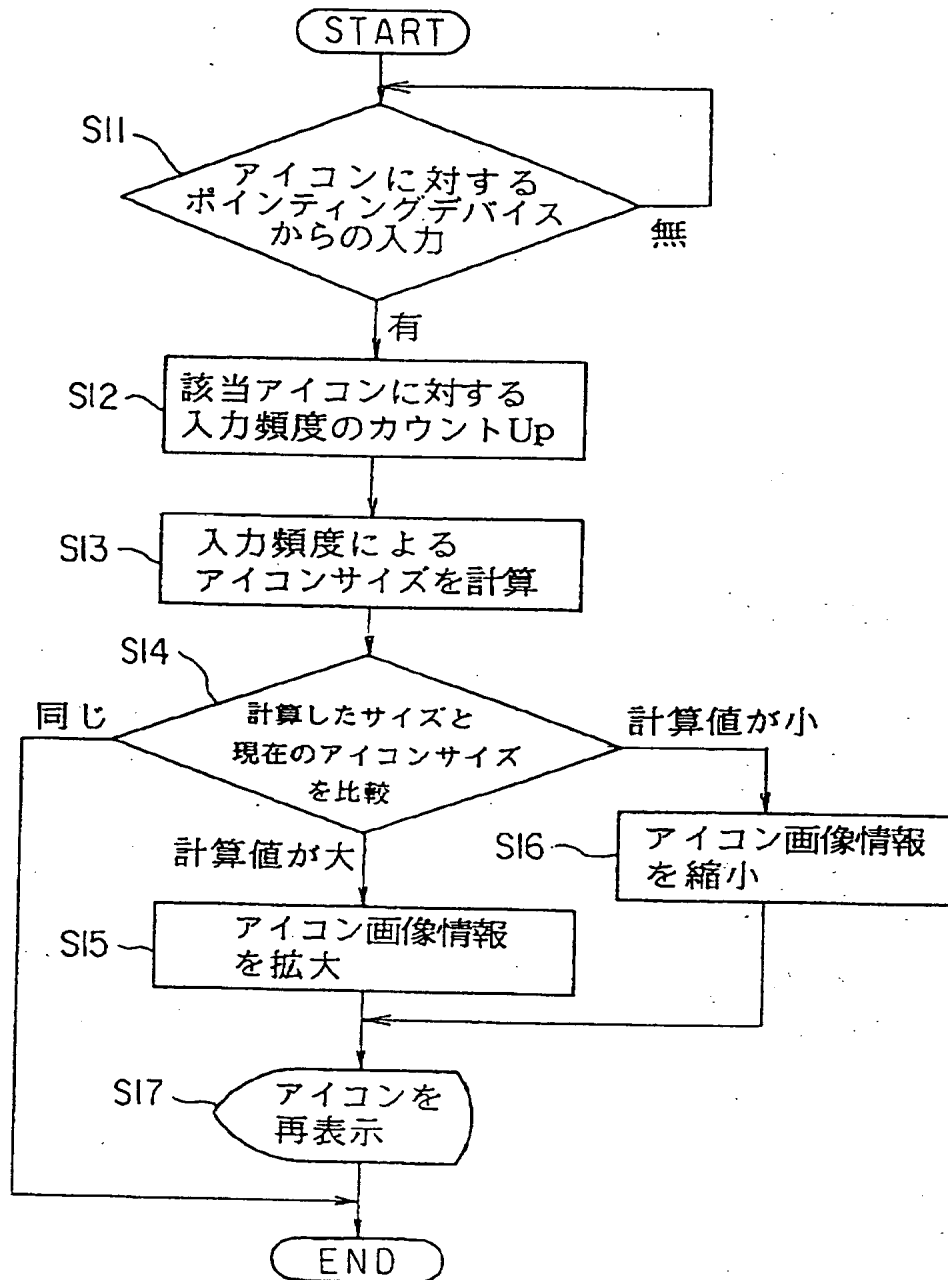 START
S11
アイコンに対する
ポインティングデバイス
からの入力
無
有
S12
該当アイコンに対する
入力頻度のカウントUp
S13
入力頻度による
アイコンサイズを計算
S14
同じ
計算したサイズと
現在のアイコンサイズ
を比較
計算値が小
計算値が大
S16
アイコン画像情報
を縮小
S15
アイコン画像情報
を拡大
S17
アイコンを
再表示
END